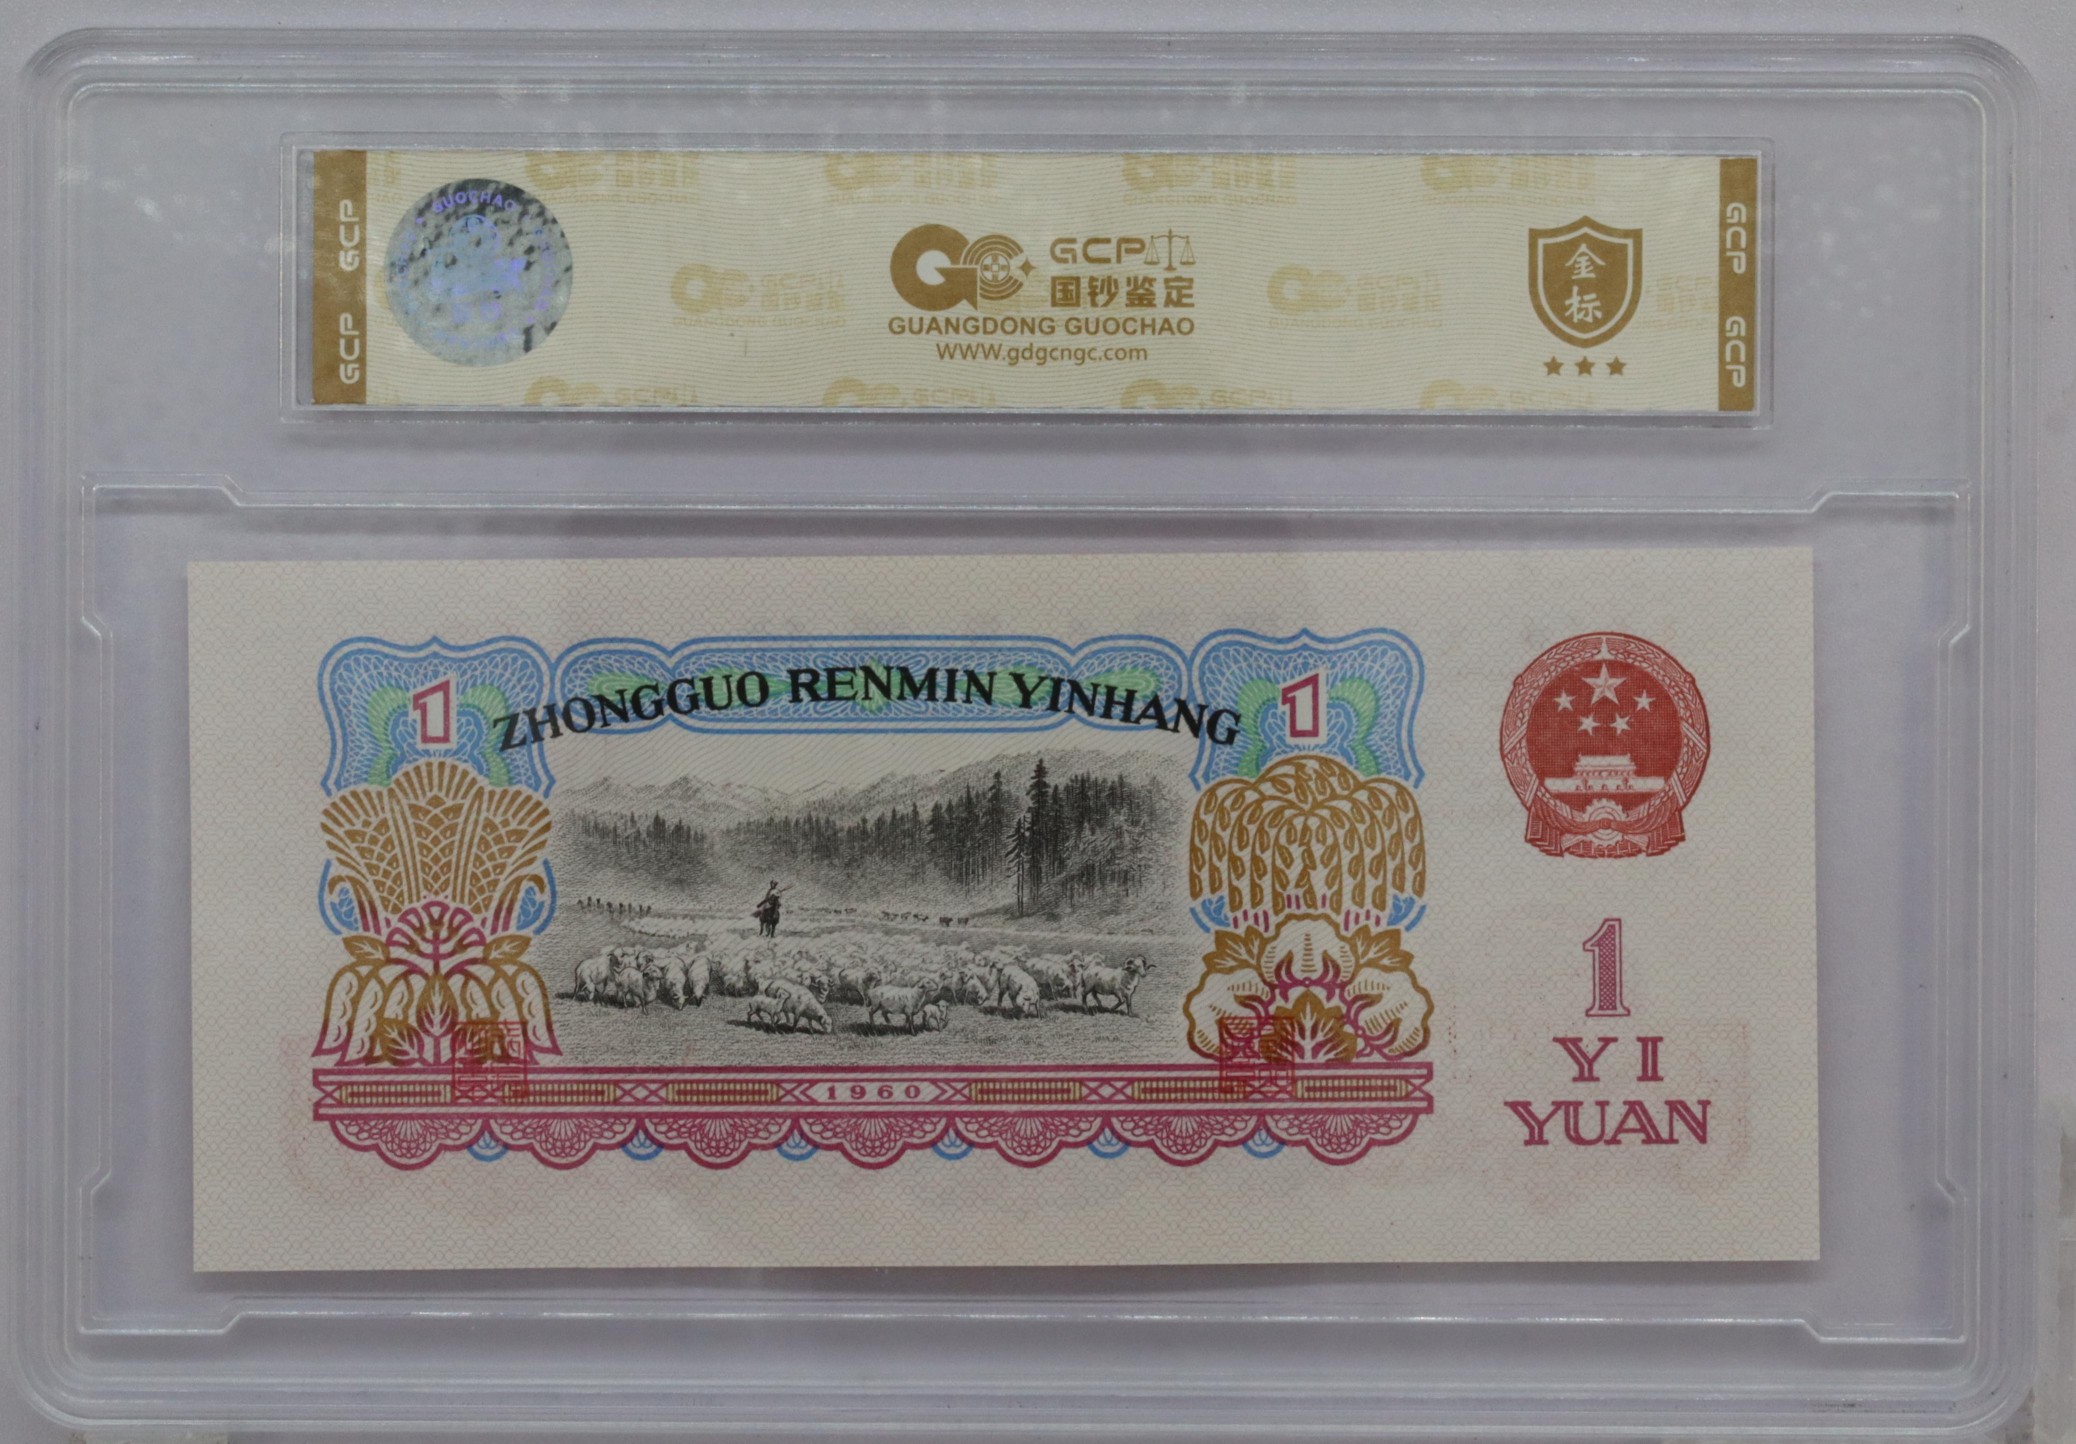 GCP GCP
GUOCHAO
GCP
国钞鉴定
GUANGDONG GUOCHAO
WWW.gdgcngc.com
金标
GCP GCP
ZHONGGUO RENMIN YINHANG
1
1
1960
1
YI
YUAN